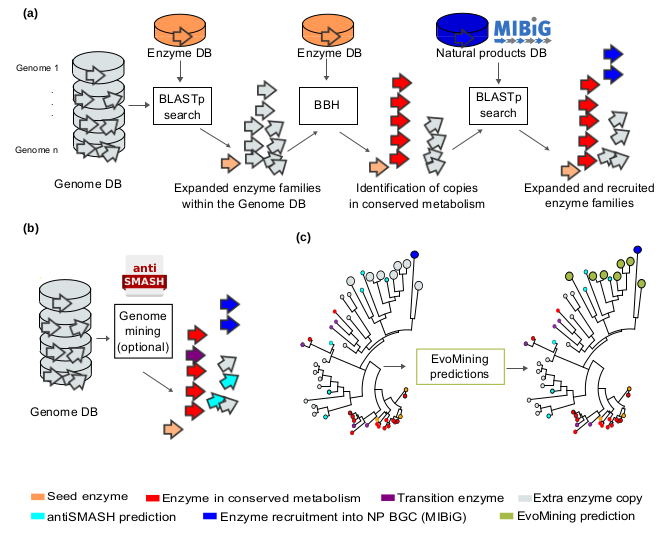 (a)
MIBiG
Enzyme DB
Enzyme DB
Natural products DB
Genome 1
.
.
.
Genome n
BLASTp
search
BBH
BLASTp
search
Genome DB
Expanded enzyme families
within the Genome DB
Identification of copies
in conserved metabolism
Expanded and recruited
enzyme families
(b)
anti
SMASH
Genome
mining
(optional)
Genome DB
(c)
EvoMining
predictions
Seed enzyme
Enzyme in conserved metabolism
Transition enzyme
Extra enzyme copy
antiSMASH prediction
Enzyme recruitment into NP BGC (MIBiG)
EvoMining prediction